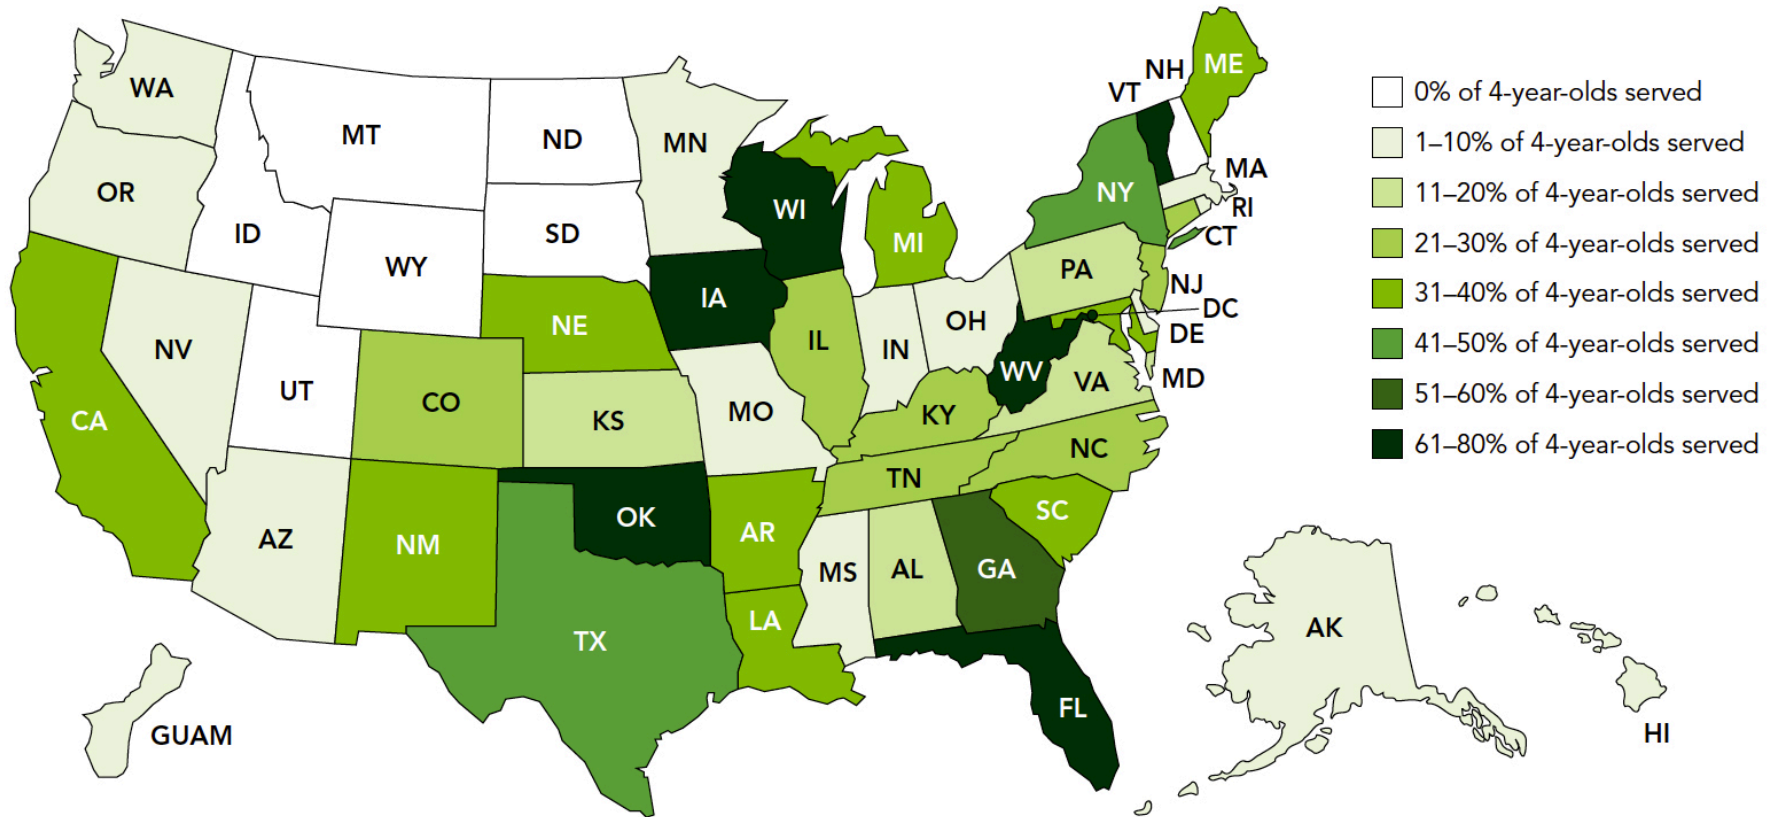 ME
NH
VT
WA
MT
ND
MN
OR
ID
SD
WI
MI
NY
MA
RI
CT
WY
PA
NJ
DC
DE
MD
IA
NE
NV
UT
CO
IL
IN
OH
WV
VA
KS
MO
KY
CA
NC
TN
OK
AR
SC
AZ
NM
MS
AL
GA
LA
TX
FL
GUAM
AK
HI
0% of 4-year-olds served
1–10% of 4-year-olds served
11–20% of 4-year-olds served
21–30% of 4-year-olds served
31–40% of 4-year-olds served
41–50% of 4-year-olds served
51–60% of 4-year-olds served
61–80% of 4-year-olds served